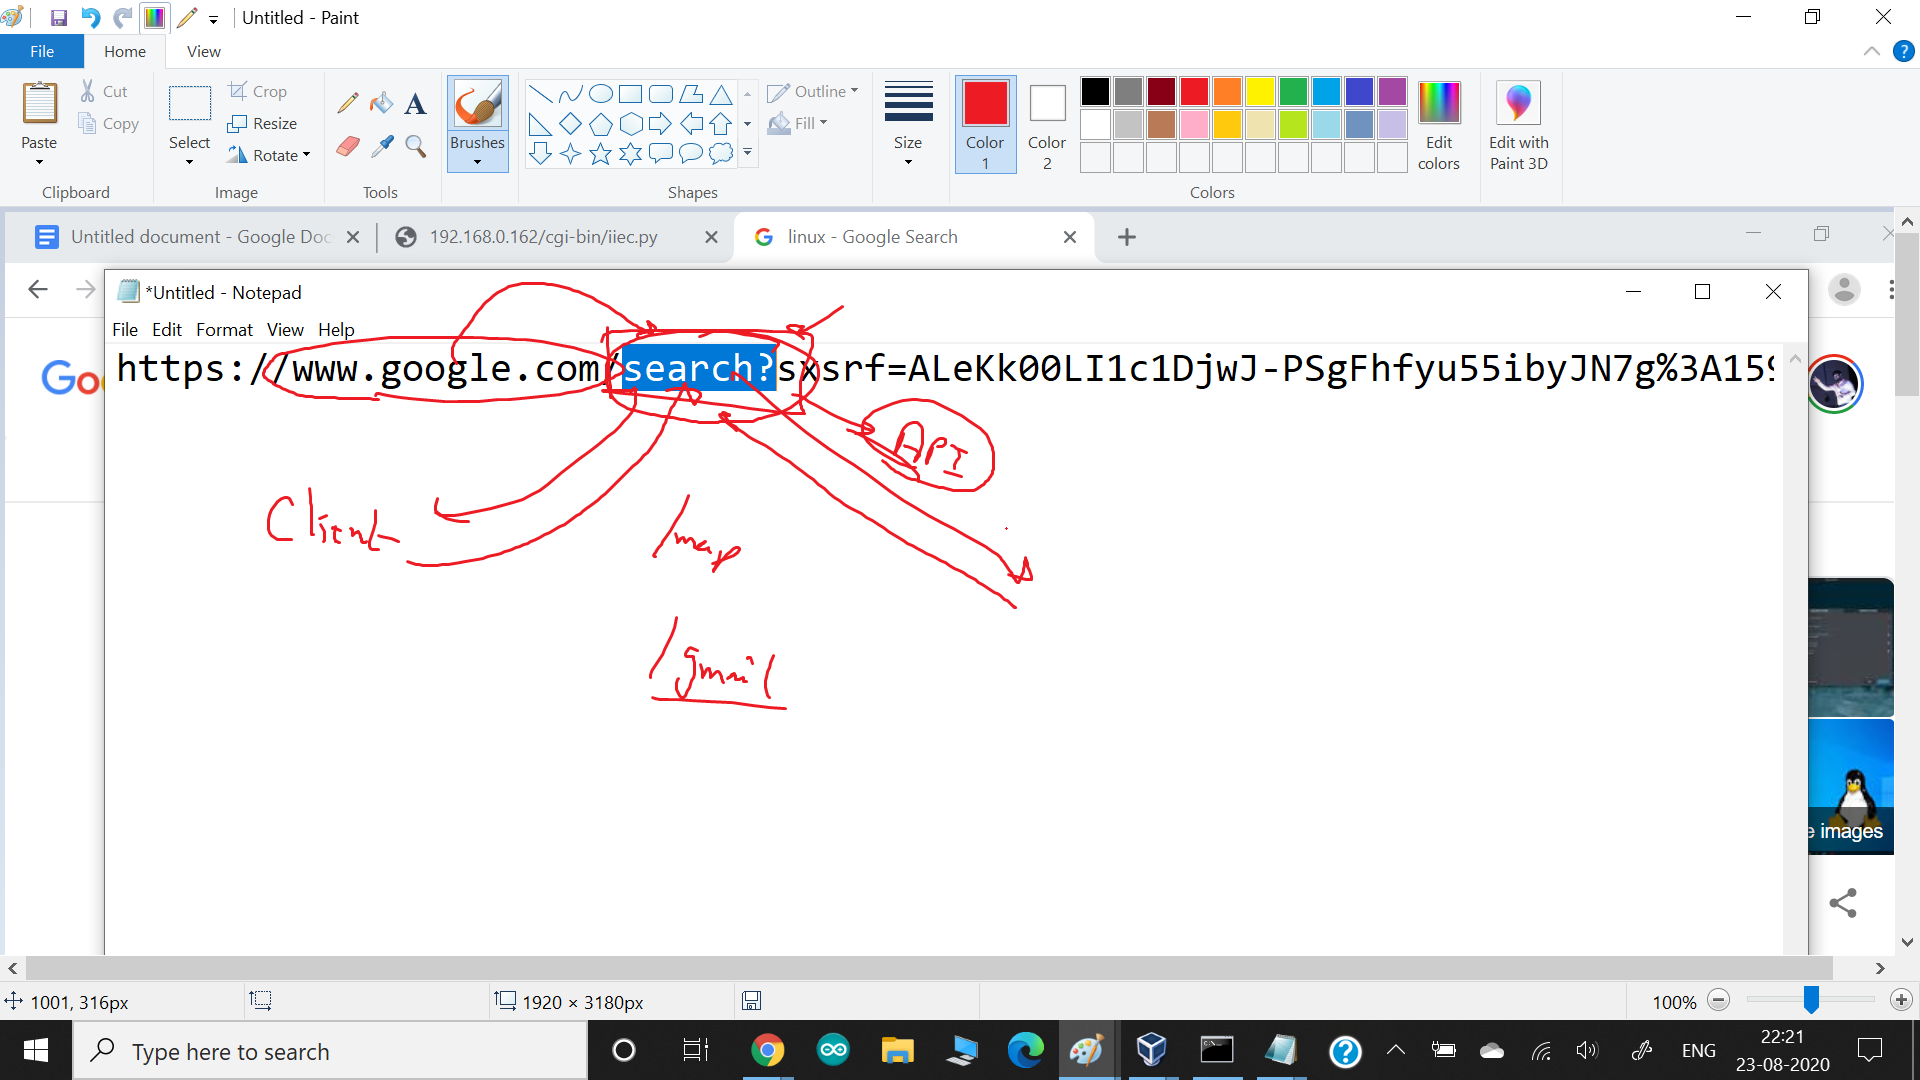 Untitled - Paint
File Home View
Paste
Cut
Copy
Clipboard
Select
Crop
Resize
Rotate
Image
Tools
Brushes
Shapes
Outline
Fill
Size
Color 1
Color 2
Edit colors
Colors
Edit with Paint 3D
Untitled document - Google Doc
192.168.0.162/cgi-bin/iiec.py
linux - Google Search
*Untitled - Notepad
File Edit Format View Help
https://www.google.com/search?sxsrf=ALeKk00LI1c1DjwJ-PSgFhfyu55ibyJN7g%3A159
Goo
API
Client
/map
/gmail
e images
1001, 316px
1920 × 3180px
100%
Type here to search
ENG
22:21
23-08-2020